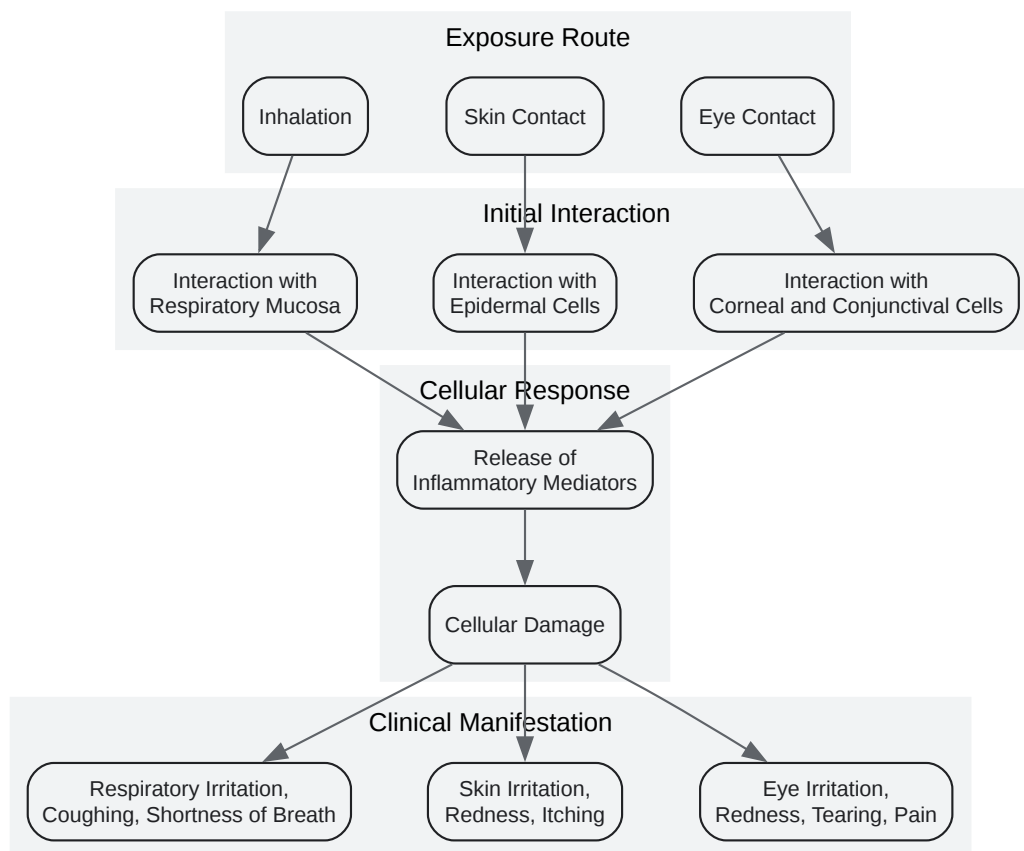 Exposure Route
Inhalation
Skin Contact
Eye Contact
Initial Interaction
Interaction with
Respiratory Mucosa
Interaction with
Epidermal Cells
Interaction with
Corneal and Conjunctival Cells
Cellular Response
Release of
Inflammatory Mediators
Cellular Damage
Clinical Manifestation
Respiratory Irritation,
Coughing, Shortness of Breath
Skin Irritation,
Redness, Itching
Eye Irritation,
Redness, Tearing, Pain